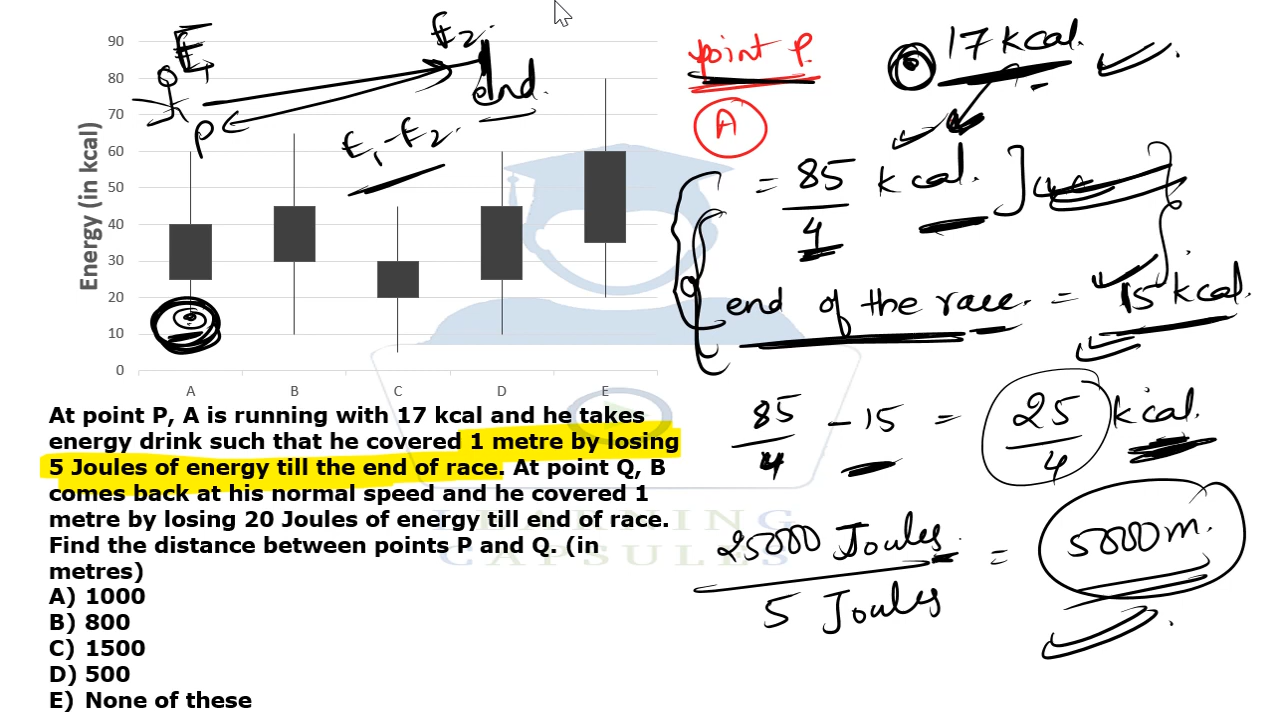 90
80
70
60
50
40
30
20
10
0
Energy (in kcal)
A B C D E
E₁
E₂.
End.
P
E₁-E₂.
point P.
A
17 kcal.
= 85/4 kcal.
end of the race. = 15 kcal.
85/4 - 15 = 25/4 kcal.
25000 Joules / 5 Joules = 5000m.
LEARNING
CAPSULES
At point P, A is running with 17 kcal and he takes
energy drink such that he covered 1 metre by losing
5 Joules of energy till the end of race. At point Q, B
comes back at his normal speed and he covered 1
metre by losing 20 Joules of energy till end of race.
Find the distance between points P and Q. (in
metres)
A) 1000
B) 800
C) 1500
D) 500
E) None of these